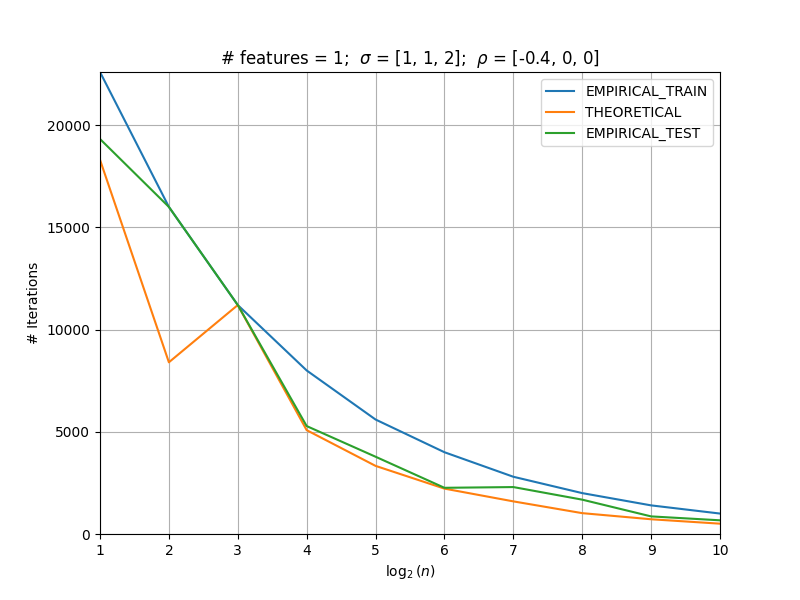 # features = 1;  σ = [1, 1, 2];  ρ = [-0.4, 0, 0]
EMPIRICAL_TRAIN
THEORETICAL
EMPIRICAL_TEST
# Iterations
20000
15000
10000
5000
0
1 2 3 4 5 6 7 8 9 10
log₂(n)